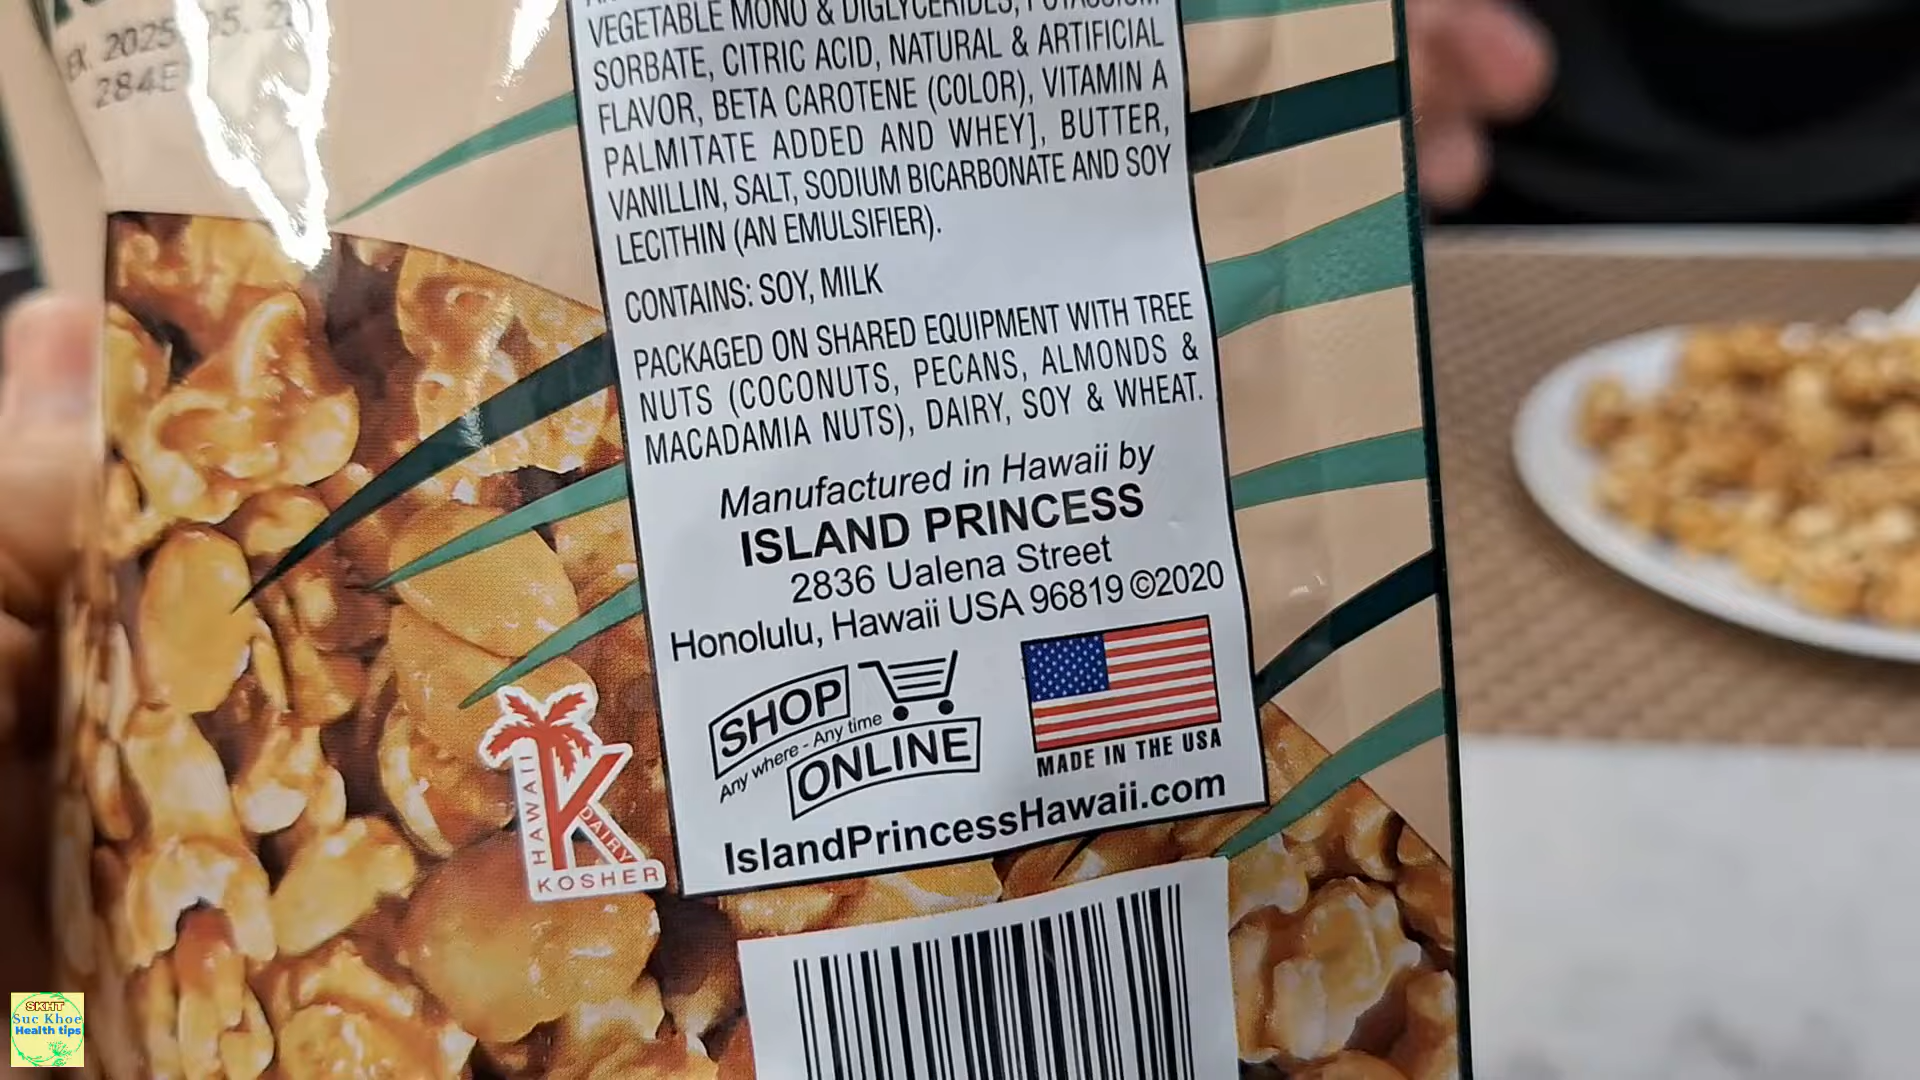 EX. 2025 05. 2
284E
VEGETABLE MONO & DIGLYCERIDES, POTASSIUM
SORBATE, CITRIC ACID, NATURAL & ARTIFICIAL
FLAVOR, BETA CAROTENE (COLOR), VITAMIN A
PALMITATE ADDED AND WHEY], BUTTER,
VANILLIN, SALT, SODIUM BICARBONATE AND SOY
LECITHIN (AN EMULSIFIER).
CONTAINS: SOY, MILK
PACKAGED ON SHARED EQUIPMENT WITH TREE
NUTS (COCONUTS, PECANS, ALMONDS &
MACADAMIA NUTS), DAIRY, SOY & WHEAT.
Manufactured in Hawaii by
ISLAND PRINCESS
2836 Ualena Street
Honolulu, Hawaii USA 96819 ©2020
SHOP
Any where - Any time
ONLINE
MADE IN THE USA
IslandPrincessHawaii.com
HAWAII
K
DAIRY
KOSHER
SKHT
Suc Khoe
Health tips